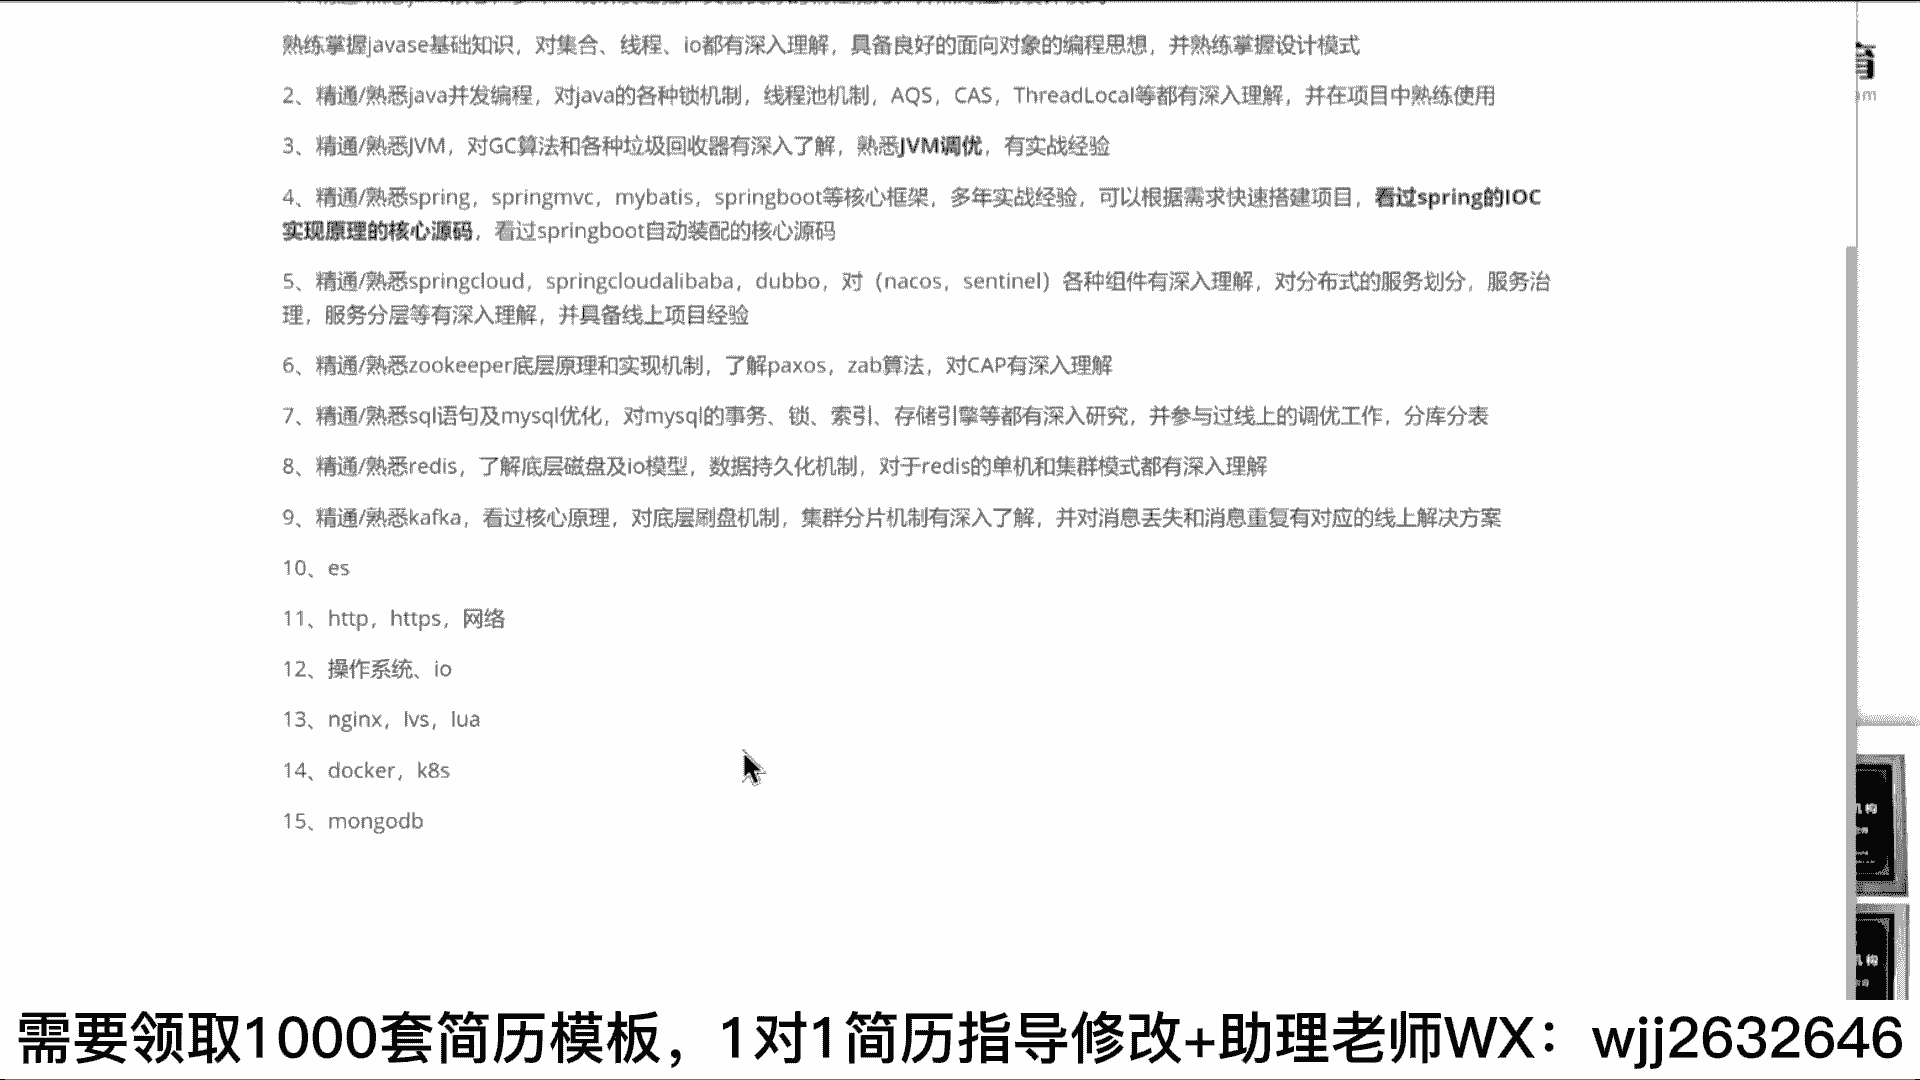 熟练掌握javase基础知识，对集合、线程、io都有深入理解，具备良好的面向对象的编程思想，并熟练掌握设计模式
2、精通/熟悉java并发编程，对java的各种锁机制，线程池机制，AQS，CAS，ThreadLocal等都有深入理解，并在项目中熟练使用
3、精通/熟悉JVM，对GC算法和各种垃圾回收器有深入了解，熟悉JVM调优，有实战经验
4、精通/熟悉spring，springmvc，mybatis，springboot等核心框架，多年实战经验，可以根据需求快速搭建项目，看过spring的IOC
实现原理的核心源码，看过springboot自动装配的核心源码
5、精通/熟悉springcloud，springcloudalibaba，dubbo，对（nacos，sentinel）各种组件有深入理解，对分布式的服务划分，服务治
理，服务分层等有深入理解，并具备线上项目经验
6、精通/熟悉zookeeper底层原理和实现机制，了解paxos，zab算法，对CAP有深入理解
7、精通/熟悉sql语句及mysql优化，对mysql的事务、锁、索引、存储引擎等都有深入研究，并参与过线上的调优工作，分库分表
8、精通/熟悉redis，了解底层磁盘及io模型，数据持久化机制，对于redis的单机和集群模式都有深入理解
9、精通/熟悉kafka，看过核心原理，对底层刷盘机制，集群分片机制有深入了解，并对消息丢失和消息重复有对应的线上解决方案
10、es
11、http，https，网络
12、操作系统、io
13、nginx，lvs，lua
14、docker，k8s
15、mongodb
育
om
机构
机构
需要领取1000套简历模板，1对1简历指导修改+助理老师WX：wjj2632646